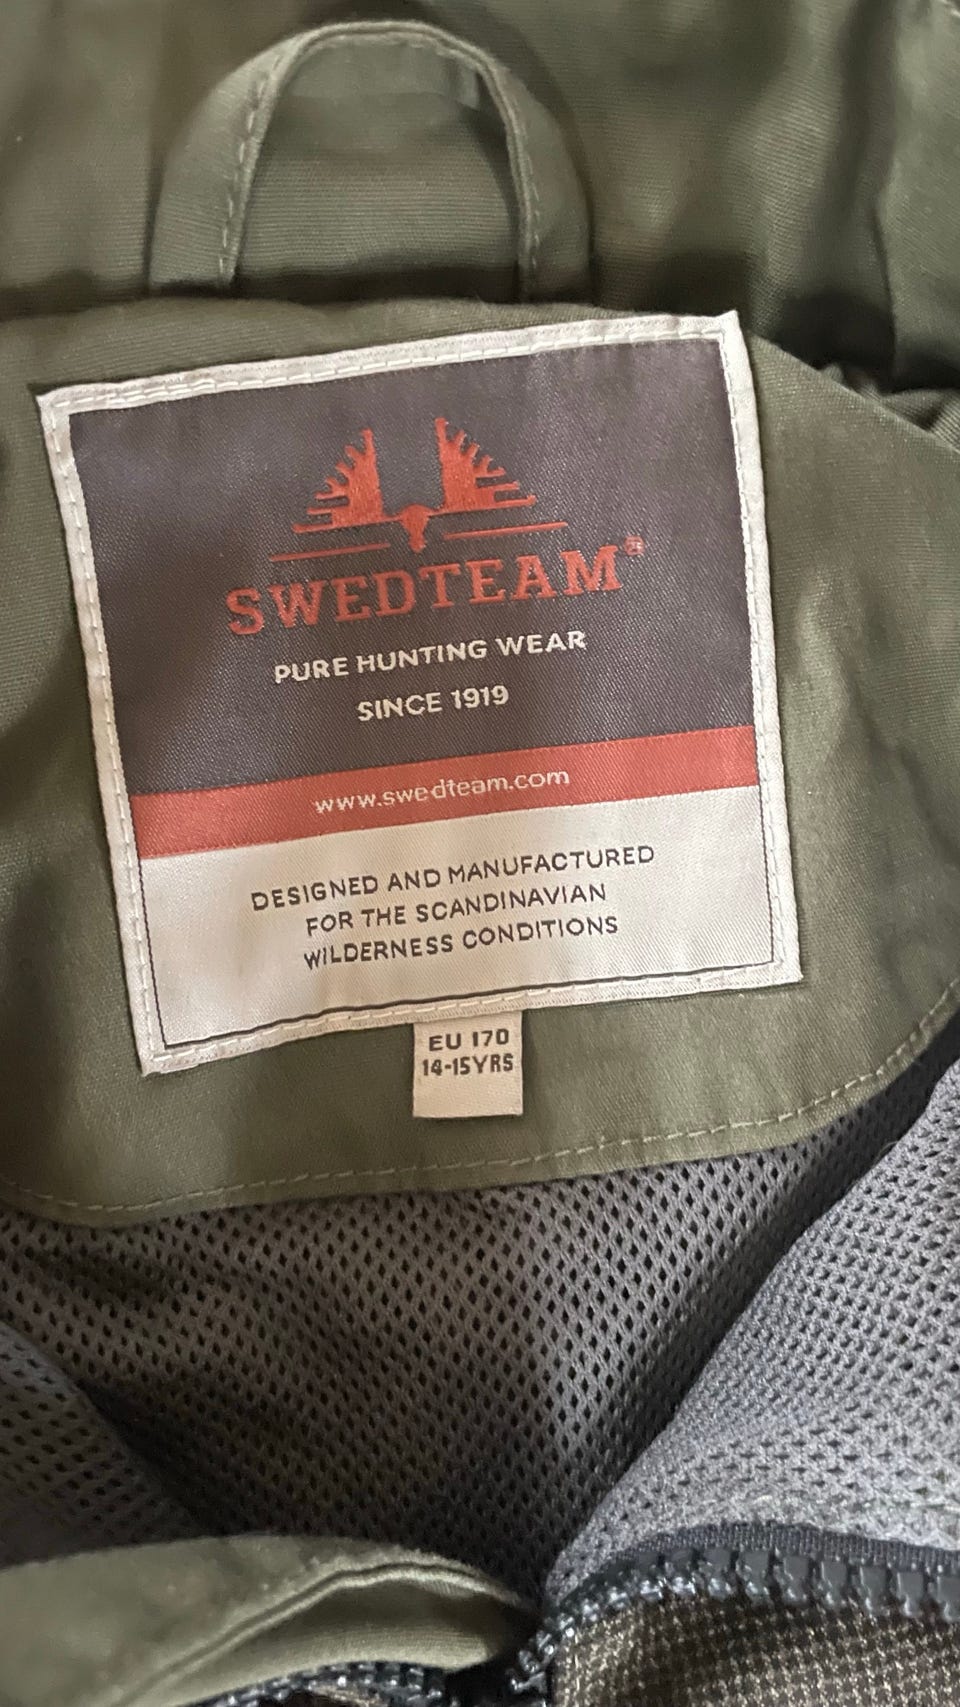 SWEDTEAM®
PURE HUNTING WEAR
SINCE 1919
www.swedteam.com
DESIGNED AND MANUFACTURED
FOR THE SCANDINAVIAN
WILDERNESS CONDITIONS
EU 170
14-15YRS